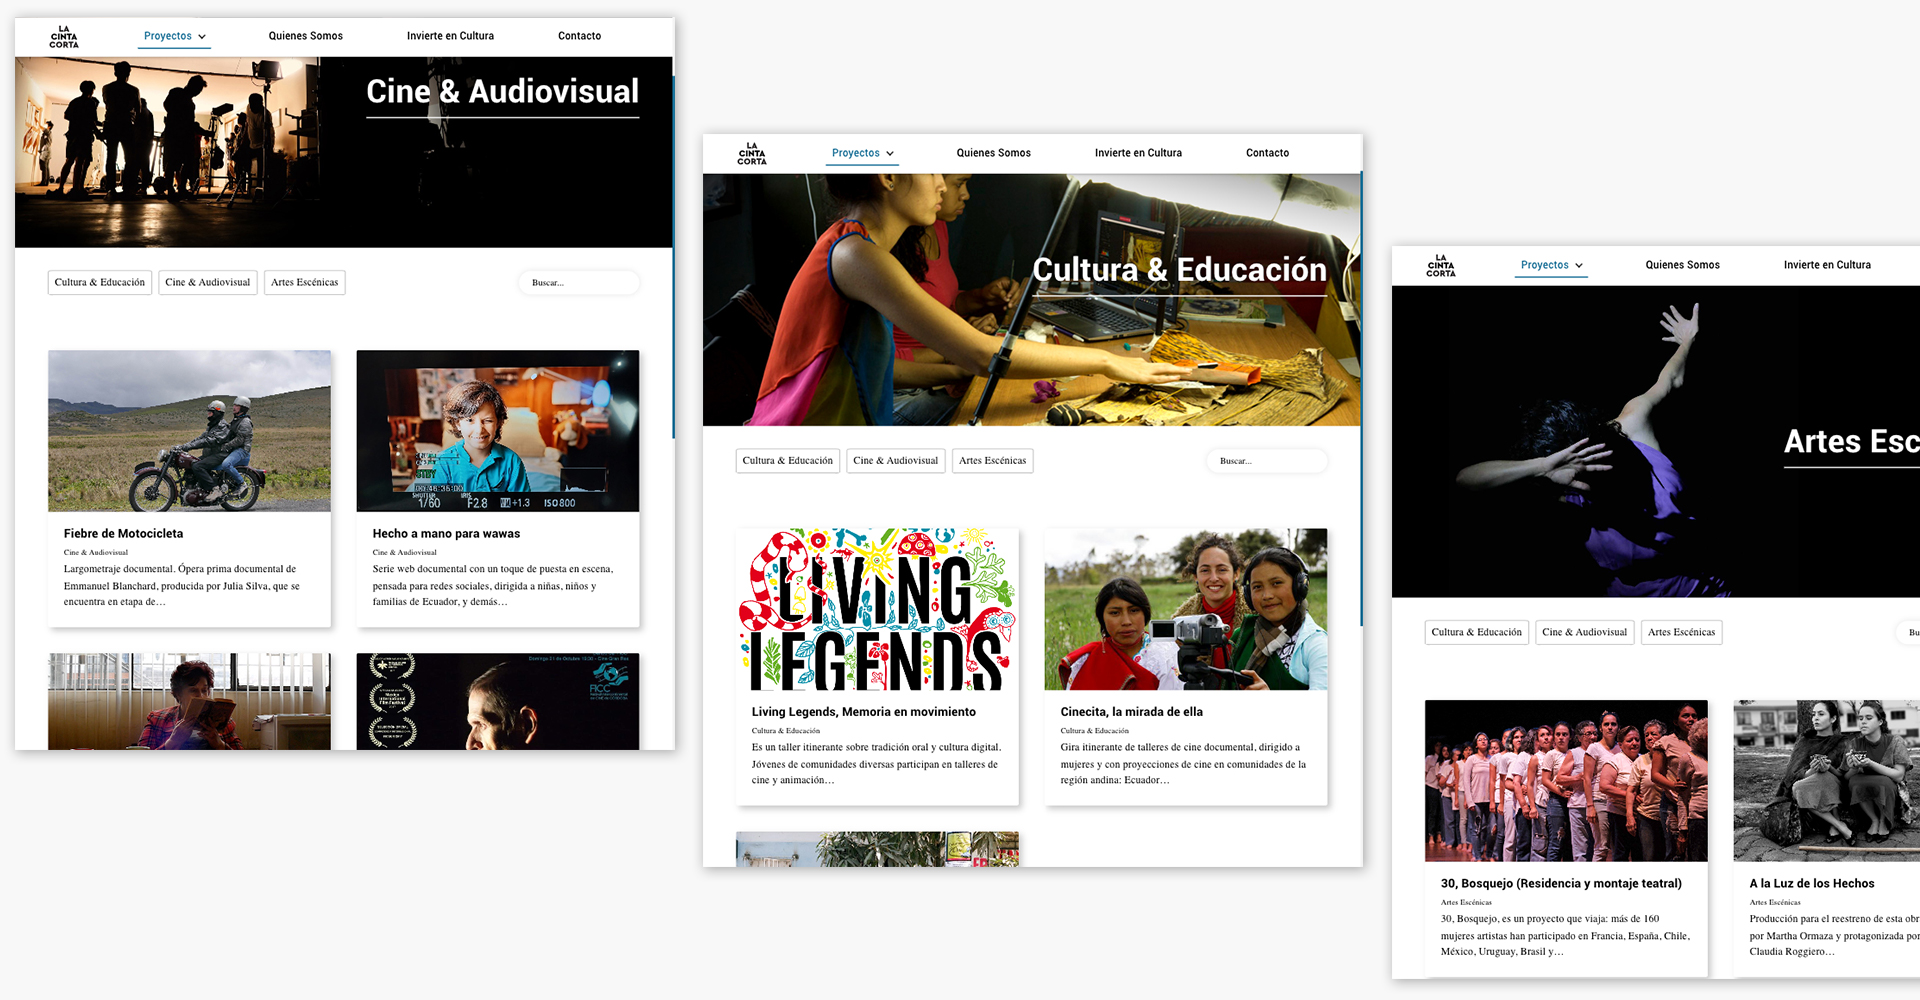 LA
CINTA
CORTA
Proyectos
Quienes Somos
Invierte en Cultura
Contacto
Cine & Audiovisual
Cultura & Educación
Cine & Audiovisual
Artes Escénicas
Buscar...
Fiebre de Motocicleta
Cine & Audiovisual
Largometraje documental. Ópera prima documental de
Emmanuel Blanchard, producida por Julia Silva, que se
encuentra en etapa de…
1/60 F2.8 +1.3 ISO800
Hecho a mano para wawas
Cine & Audiovisual
Serie web documental con un toque de puesta en escena,
pensada para redes sociales, dirigida a niñas, niños y
familias de Ecuador, y demás…
FICC
LA
CINTA
CORTA
Proyectos
Quienes Somos
Invierte en Cultura
Contacto
Cultura & Educación
Cultura & Educación
Cine & Audiovisual
Artes Escénicas
Buscar...
LIVING
LEGENDS
Living Legends, Memoria en movimiento
Cultura & Educación
Es un taller itinerante sobre tradición oral y cultura digital.
Jóvenes de comunidades diversas participan en talleres de
cine y animación…
Cinecita, la mirada de ella
Cultura & Educación
Gira itinerante de talleres de cine documental, dirigido a
mujeres y con proyecciones de cine en comunidades de la
región andina: Ecuador…
LA
CINTA
CORTA
Proyectos
Quienes Somos
Invierte en Cultura
Artes Esc
Cultura & Educación
Cine & Audiovisual
Artes Escénicas
Bu
30, Bosquejo (Residencia y montaje teatral)
Artes Escénicas
30, Bosquejo, es un proyecto que viaja: más de 160
mujeres artistas han participado en Francia, España, Chile,
México, Uruguay, Brasil y…
A la Luz de los Hechos
Artes Escénicas
Producción para el reestreno de esta obr
por Martha Ormaza y protagonizada por
Claudia Roggiero…